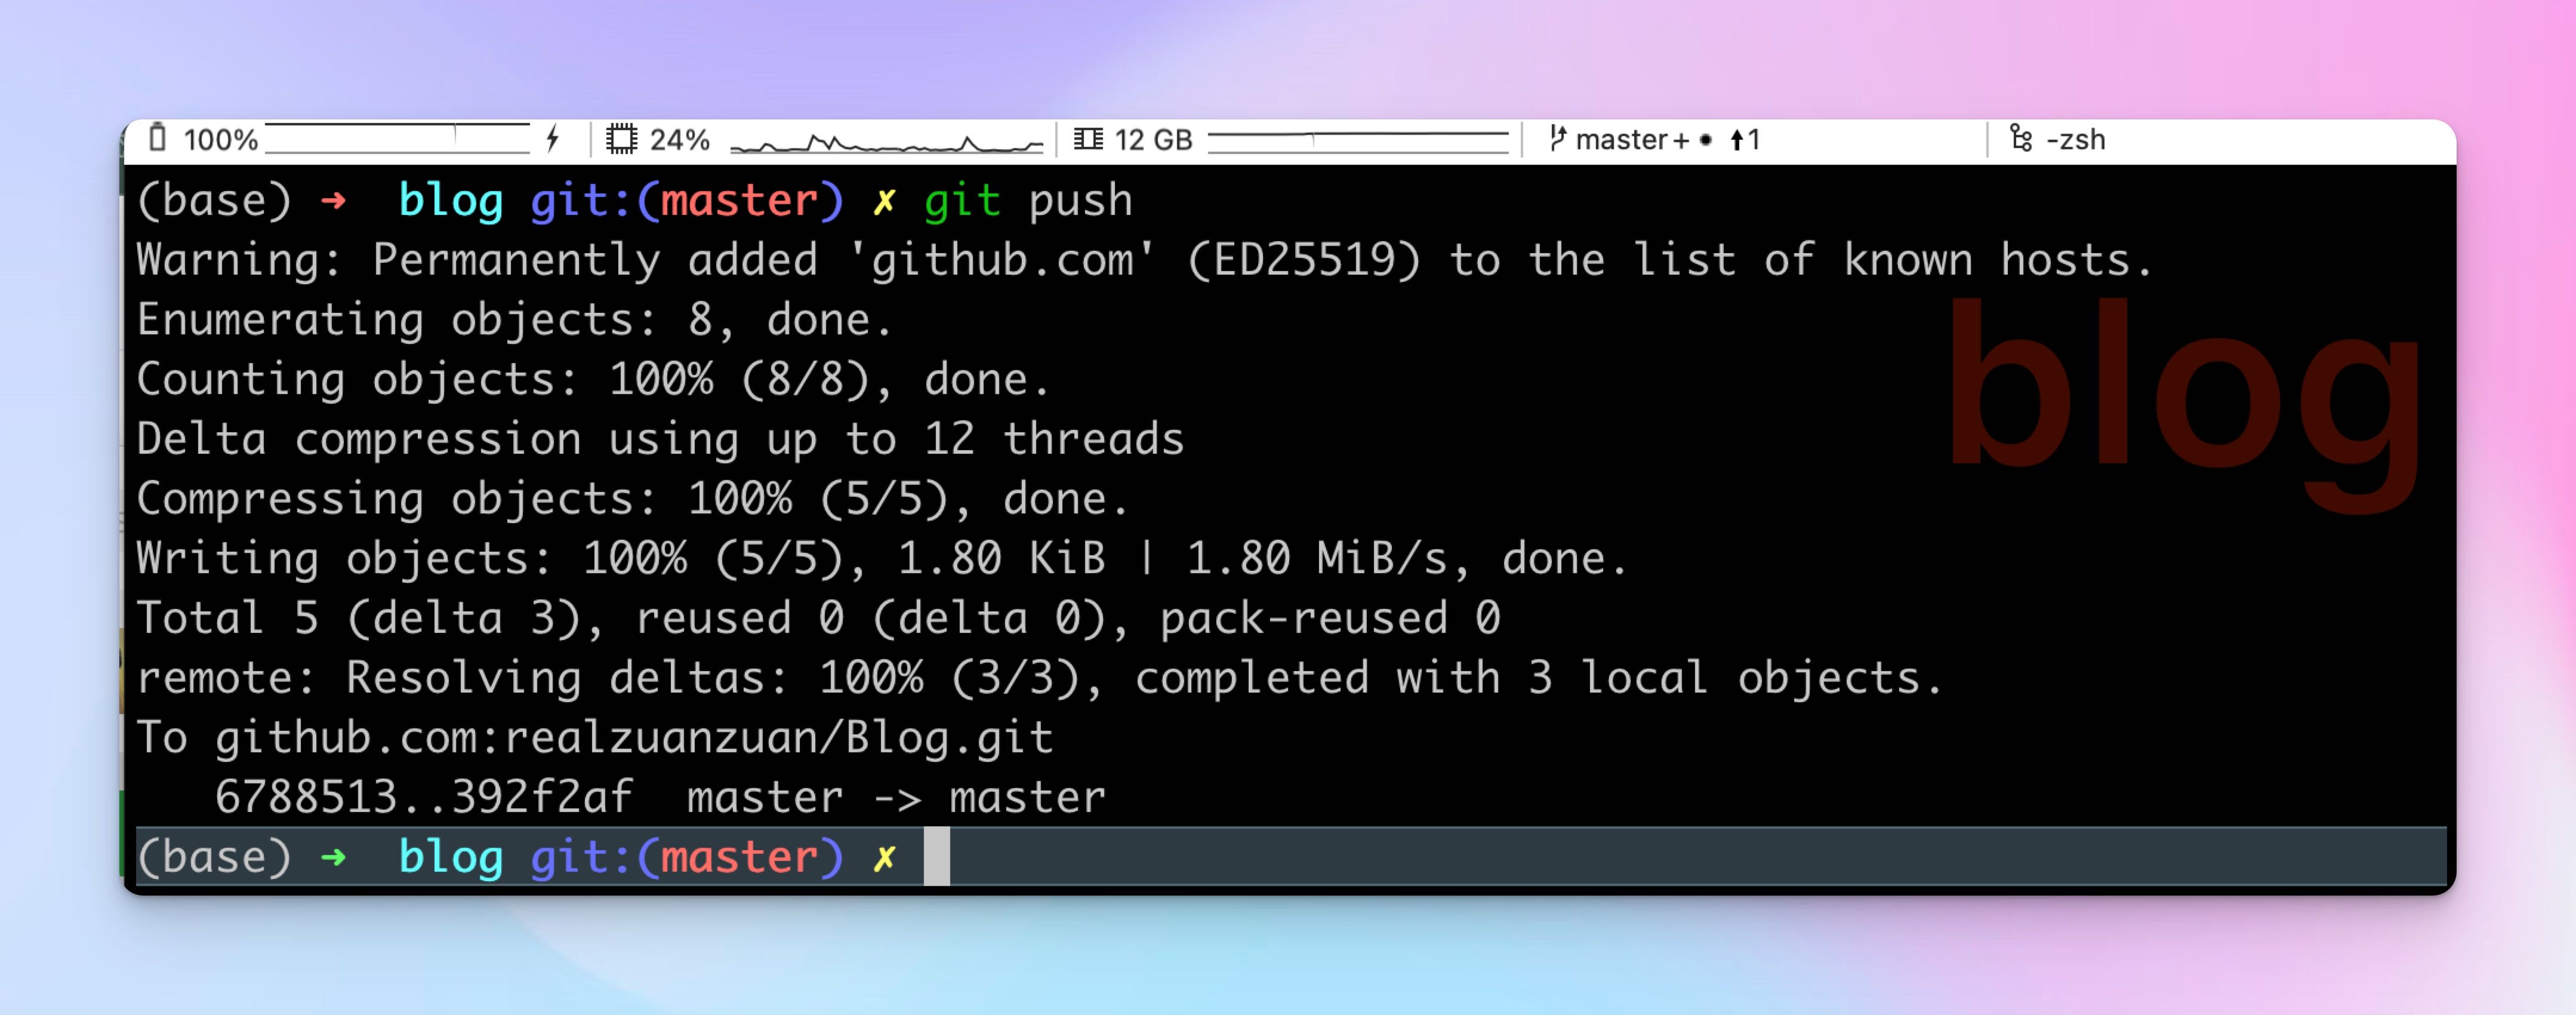 100% 24% 12 GB master+ • ↑1 -zsh
(base) ➜ blog git:(master) ✗ git push
Warning: Permanently added 'github.com' (ED25519) to the list of known hosts.
Enumerating objects: 8, done.
Counting objects: 100% (8/8), done.
Delta compression using up to 12 threads
Compressing objects: 100% (5/5), done.
Writing objects: 100% (5/5), 1.80 KiB | 1.80 MiB/s, done.
Total 5 (delta 3), reused 0 (delta 0), pack-reused 0
remote: Resolving deltas: 100% (3/3), completed with 3 local objects.
To github.com:realzuanzuan/Blog.git
   6788513..392f2af  master -> master
(base) ➜ blog git:(master) ✗
blog